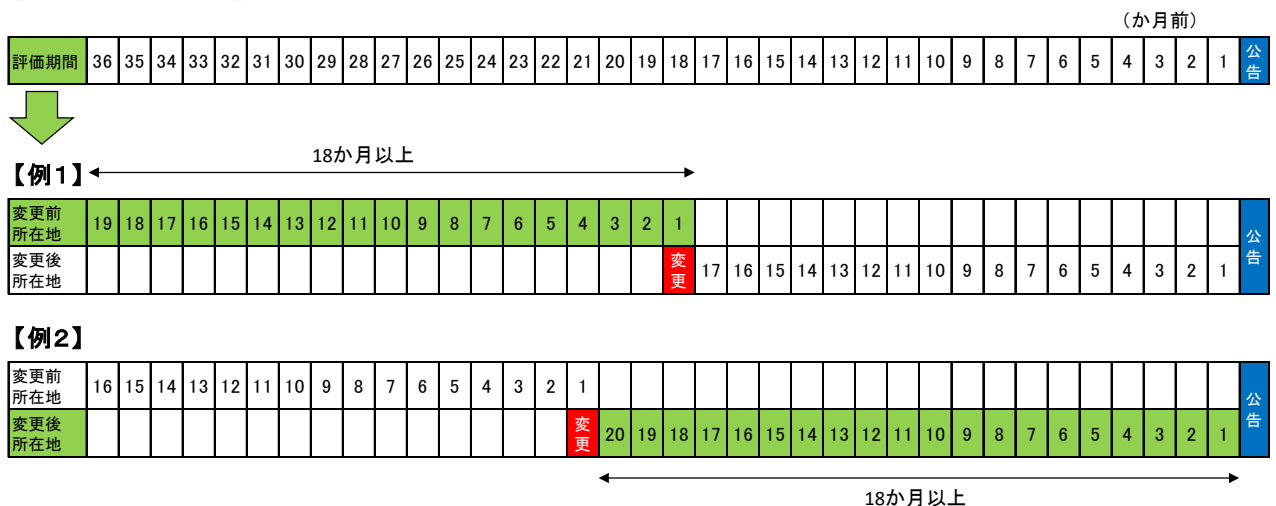 （か月前）
評価期間 36 35 34 33 32 31 30 29 28 27 26 25 24 23 22 21 20 19 18 17 16 15 14 13 12 11 10 9 8 7 6 5 4 3 2 1 公告
18か月以上
【例１】
変更前所在地 19 18 17 16 15 14 13 12 11 10 9 8 7 6 5 4 3 2 1 公告
変更後所在地 変更 17 16 15 14 13 12 11 10 9 8 7 6 5 4 3 2 1
【例２】
変更前所在地 16 15 14 13 12 11 10 9 8 7 6 5 4 3 2 1 公告
変更後所在地 変更 20 19 18 17 16 15 14 13 12 11 10 9 8 7 6 5 4 3 2 1
18か月以上